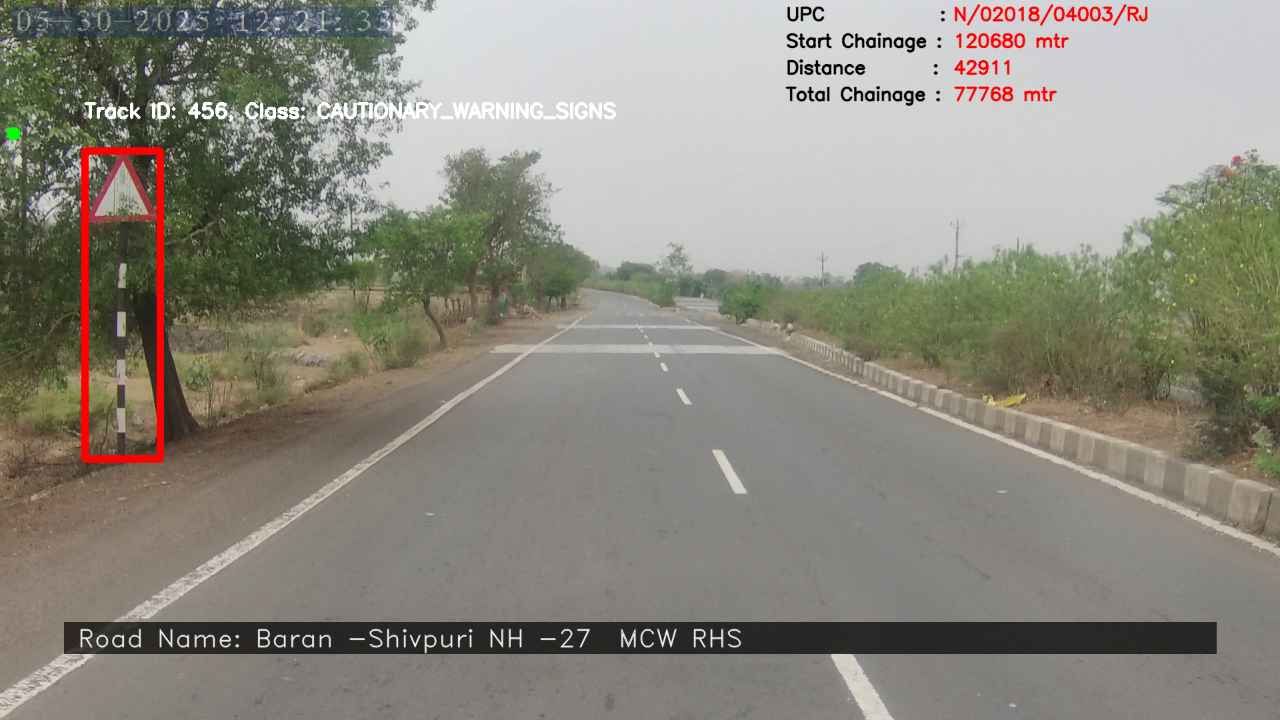 05-30-2025 12:21:33
UPC : N/02018/04003/RJ
Start Chainage : 120680 mtr
Distance : 42911
Total Chainage : 77768 mtr
Track ID: 456, Class: CAUTIONARY_WARNING_SIGNS
Road Name: Baran -Shivpuri NH -27 MCW RHS